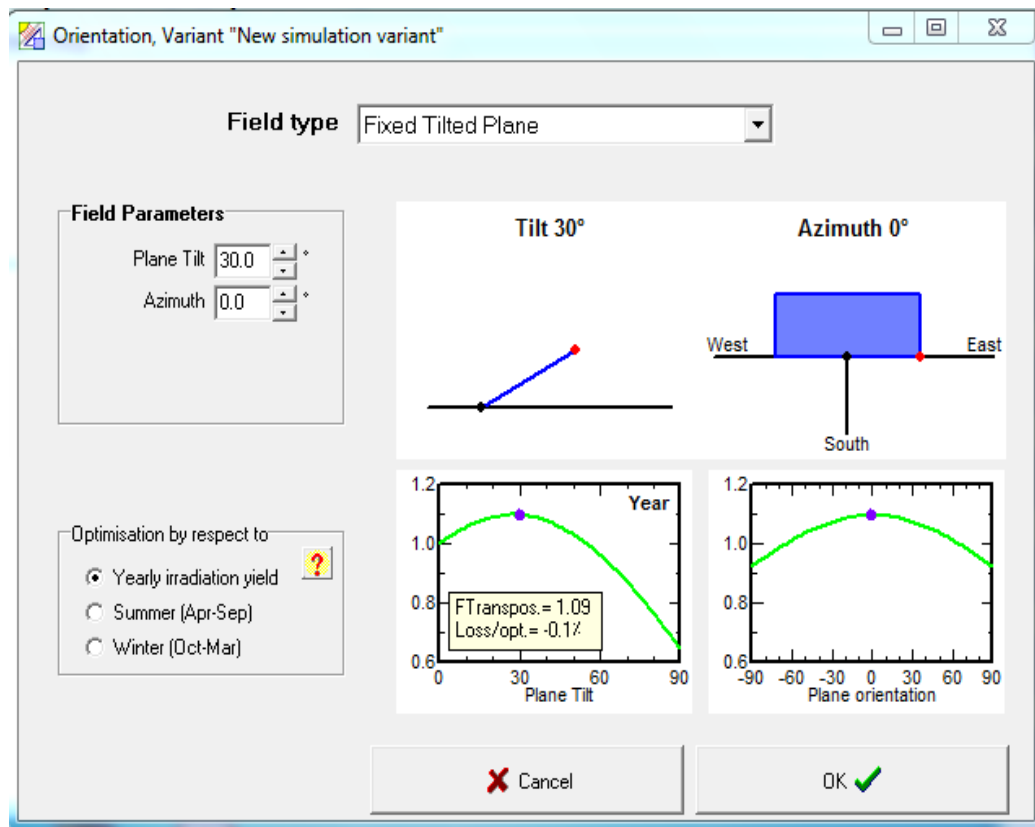 Orientation, Variant "New simulation variant"
Field type Fixed Tilted Plane
Field Parameters
Plane Tilt 30.0 °
Azimuth 0.0 °
Tilt 30°
Azimuth 0°
West East
South
Optimisation by respect to
?
Yearly irradiation yield
Summer (Apr-Sep)
Winter (Oct-Mar)
1.2
1.0
0.8
0.6
Year
FTranspos.= 1.09
Loss/opt.= -0.1%
0 30 60 90
Plane Tilt
1.2
1.0
0.8
0.6
-90 -60 -30 0 30 60 90
Plane orientation
Cancel
OK